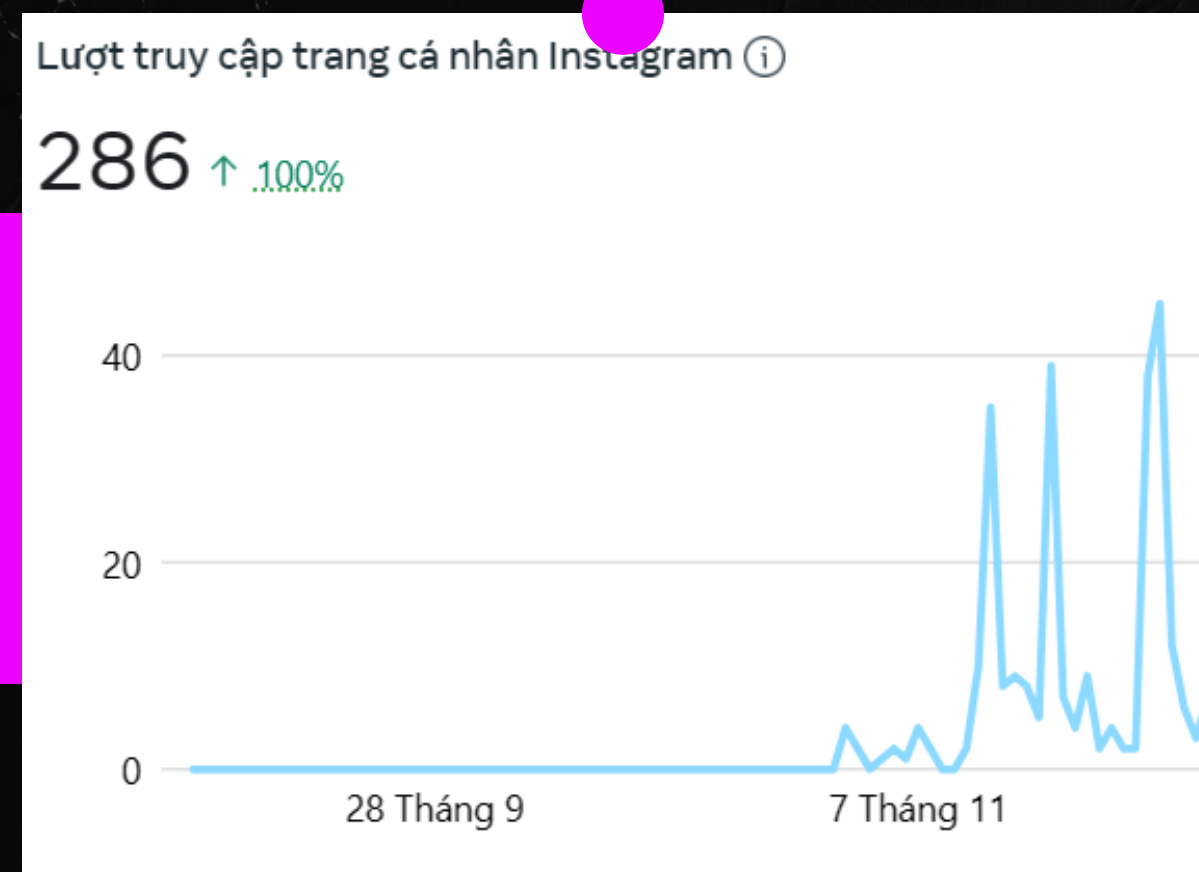 Lượt truy cập trang cá nhân Instagram
286 ↑ 100%
40
20
0
28 Tháng 9
7 Tháng 11